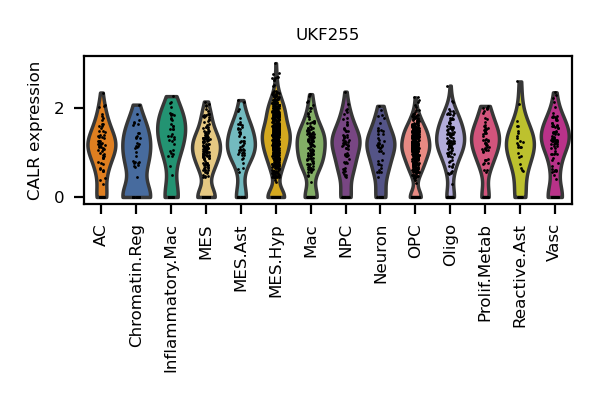 UKF255
CALR expression
2
0
AC
Chromatin.Reg
Inflammatory.Mac
MES
MES.Ast
MES.Hyp
Mac
NPC
Neuron
OPC
Oligo
Prolif.Metab
Reactive.Ast
Vasc